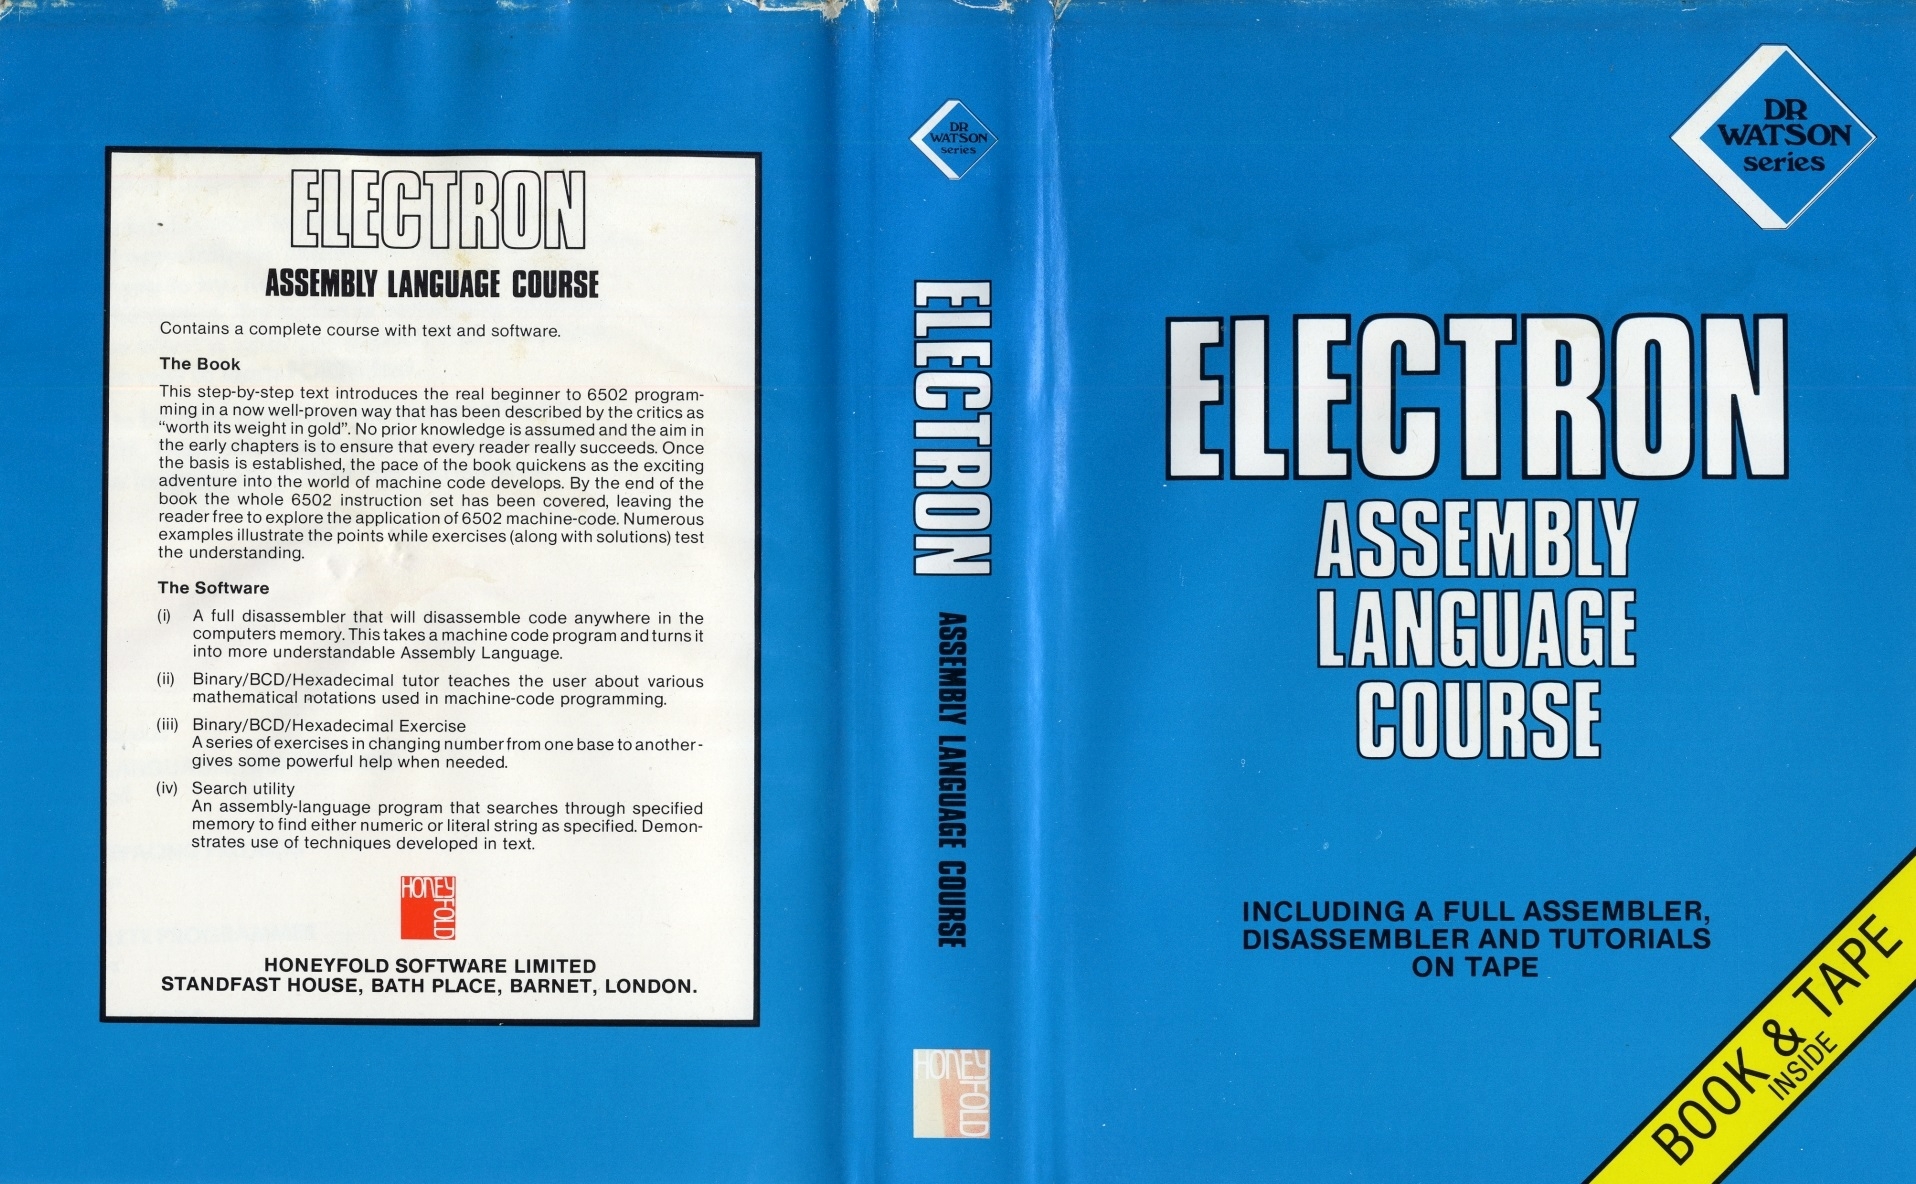 ELECTRON
ASSEMBLY LANGUAGE COURSE
Contains a complete course with text and software.
The Book
This step-by-step text introduces the real beginner to 6502 program-
ming in a now well-proven way that has been described by the critics as
“worth its weight in gold”. No prior knowledge is assumed and the aim in
the early chapters is to ensure that every reader really succeeds. Once
the basis is established, the pace of the book quickens as the exciting
adventure into the world of machine code develops. By the end of the
book the whole 6502 instruction set has been covered, leaving the
reader free to explore the application of 6502 machine-code. Numerous
examples illustrate the points while exercises (along with solutions) test
the understanding.
The Software
(i) A full disassembler that will disassemble code anywhere in the
computers memory. This takes a machine code program and turns it
into more understandable Assembly Language.
(ii) Binary/BCD/Hexadecimal tutor teaches the user about various
mathematical notations used in machine-code programming.
(iii) Binary/BCD/Hexadecimal Exercise
A series of exercises in changing number from one base to another-
gives some powerful help when needed.
(iv) Search utility
An assembly-language program that searches through specified
memory to find either numeric or literal string as specified. Demon-
strates use of techniques developed in text.
HONEYFOLD
HONEYFOLD SOFTWARE LIMITED
STANDFAST HOUSE, BATH PLACE, BARNET, LONDON.
DR
WATSON
series
ELECTRON ASSEMBLY LANGUAGE COURSE
HONEYFOLD
DR
WATSON
series
ELECTRON
ASSEMBLY
LANGUAGE
COURSE
INCLUDING A FULL ASSEMBLER,
DISASSEMBLER AND TUTORIALS
ON TAPE
BOOK & TAPE
INSIDE